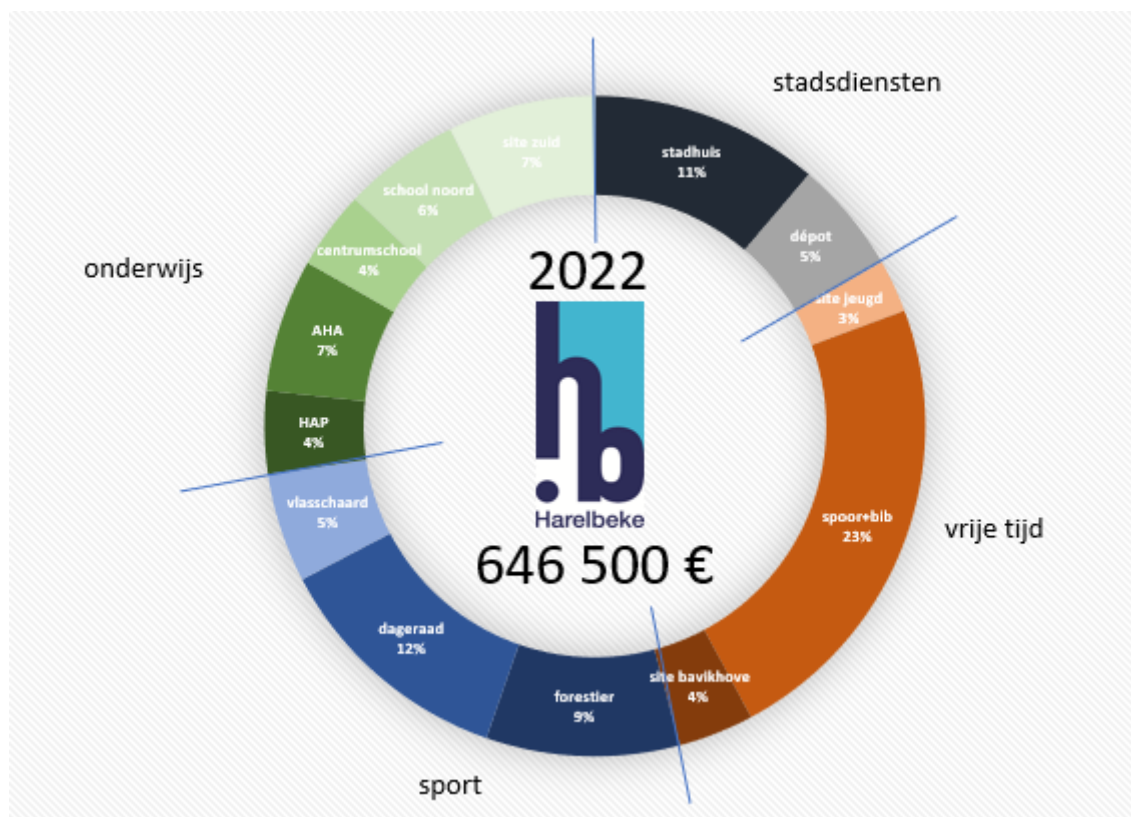 stadsdiensten
stadhuis
11%
dépot
5%
site jeugd
3%
spoor+bib
23%
vrije tijd
site bavikhove
4%
forestier
9%
sport
dageraad
12%
vlasschaard
5%
HAP
4%
AHA
7%
onderwijs
centrumschool
4%
school noord
6%
site zuid
7%
2022
hb
Harelbeke
646 500 €